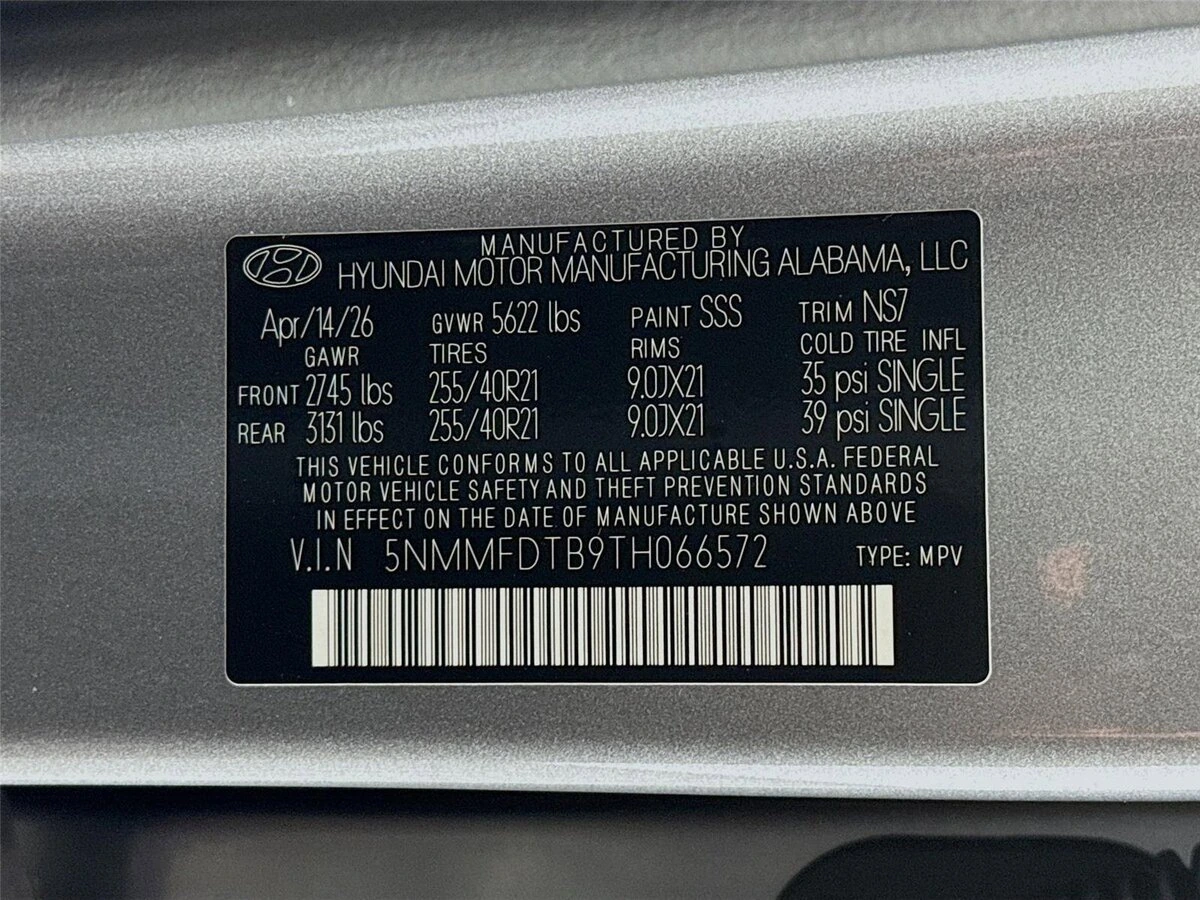 MANUFACTURED BY
HYUNDAI MOTOR MANUFACTURING ALABAMA, LLC
Apr/14/26 GVWR 5622 lbs PAINT SSS TRIM NS7
GAWR TIRES RIMS COLD TIRE INFL
FRONT 2745 lbs 255/40R21 9.0JX21 35 psi SINGLE
REAR 3131 lbs 255/40R21 9.0JX21 39 psi SINGLE
THIS VEHICLE CONFORMS TO ALL APPLICABLE U.S.A. FEDERAL
MOTOR VEHICLE SAFETY AND THEFT PREVENTION STANDARDS
IN EFFECT ON THE DATE OF MANUFACTURE SHOWN ABOVE
V.I.N 5NMMFDTB9TH066572 TYPE: MPV